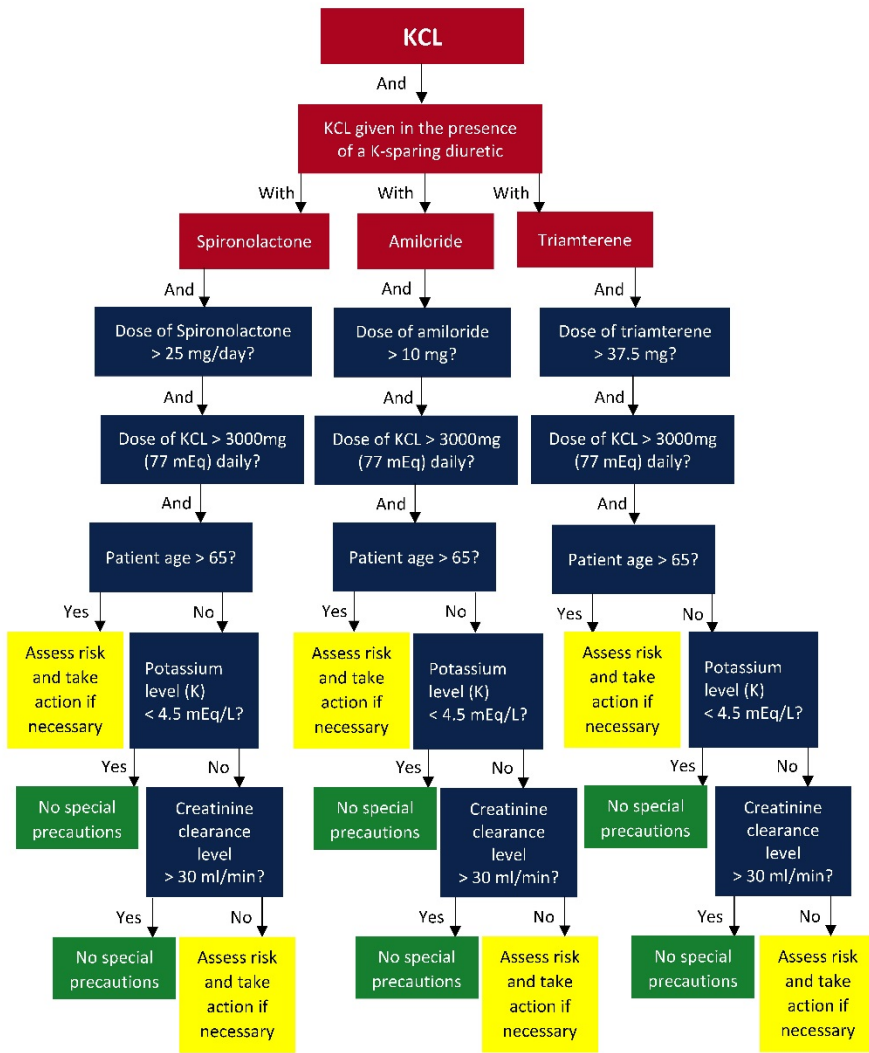 KCL
And
KCL given in the presence
of a K-sparing diuretic
With
With
With
Spironolactone
Amiloride
Triamterene
And
And
And
Dose of Spironolactone
> 25 mg/day?
Dose of amiloride
> 10 mg?
Dose of triamterene
> 37.5 mg?
And
And
And
Dose of KCL > 3000mg
(77 mEq) daily?
Dose of KCL > 3000mg
(77 mEq) daily?
Dose of KCL > 3000mg
(77 mEq) daily?
And
And
And
Patient age > 65?
Patient age > 65?
Patient age > 65?
Yes
No
Yes
No
Yes
No
Assess risk
and take
action if
necessary
Potassium
level (K)
< 4.5 mEq/L?
Assess risk
and take
action if
necessary
Potassium
level (K)
< 4.5 mEq/L?
Assess risk
and take
action if
necessary
Potassium
level (K)
< 4.5 mEq/L?
Yes
No
Yes
No
Yes
No
No special
precautions
Creatinine
clearance
level
> 30 ml/min?
No special
precautions
Creatinine
clearance
level
> 30 ml/min?
No special
precautions
Creatinine
clearance
level
> 30 ml/min?
Yes
No
Yes
No
Yes
No
No special
precautions
Assess risk
and take
action if
necessary
No special
precautions
Assess risk
and take
action if
necessary
No special
precautions
Assess risk
and take
action if
necessary